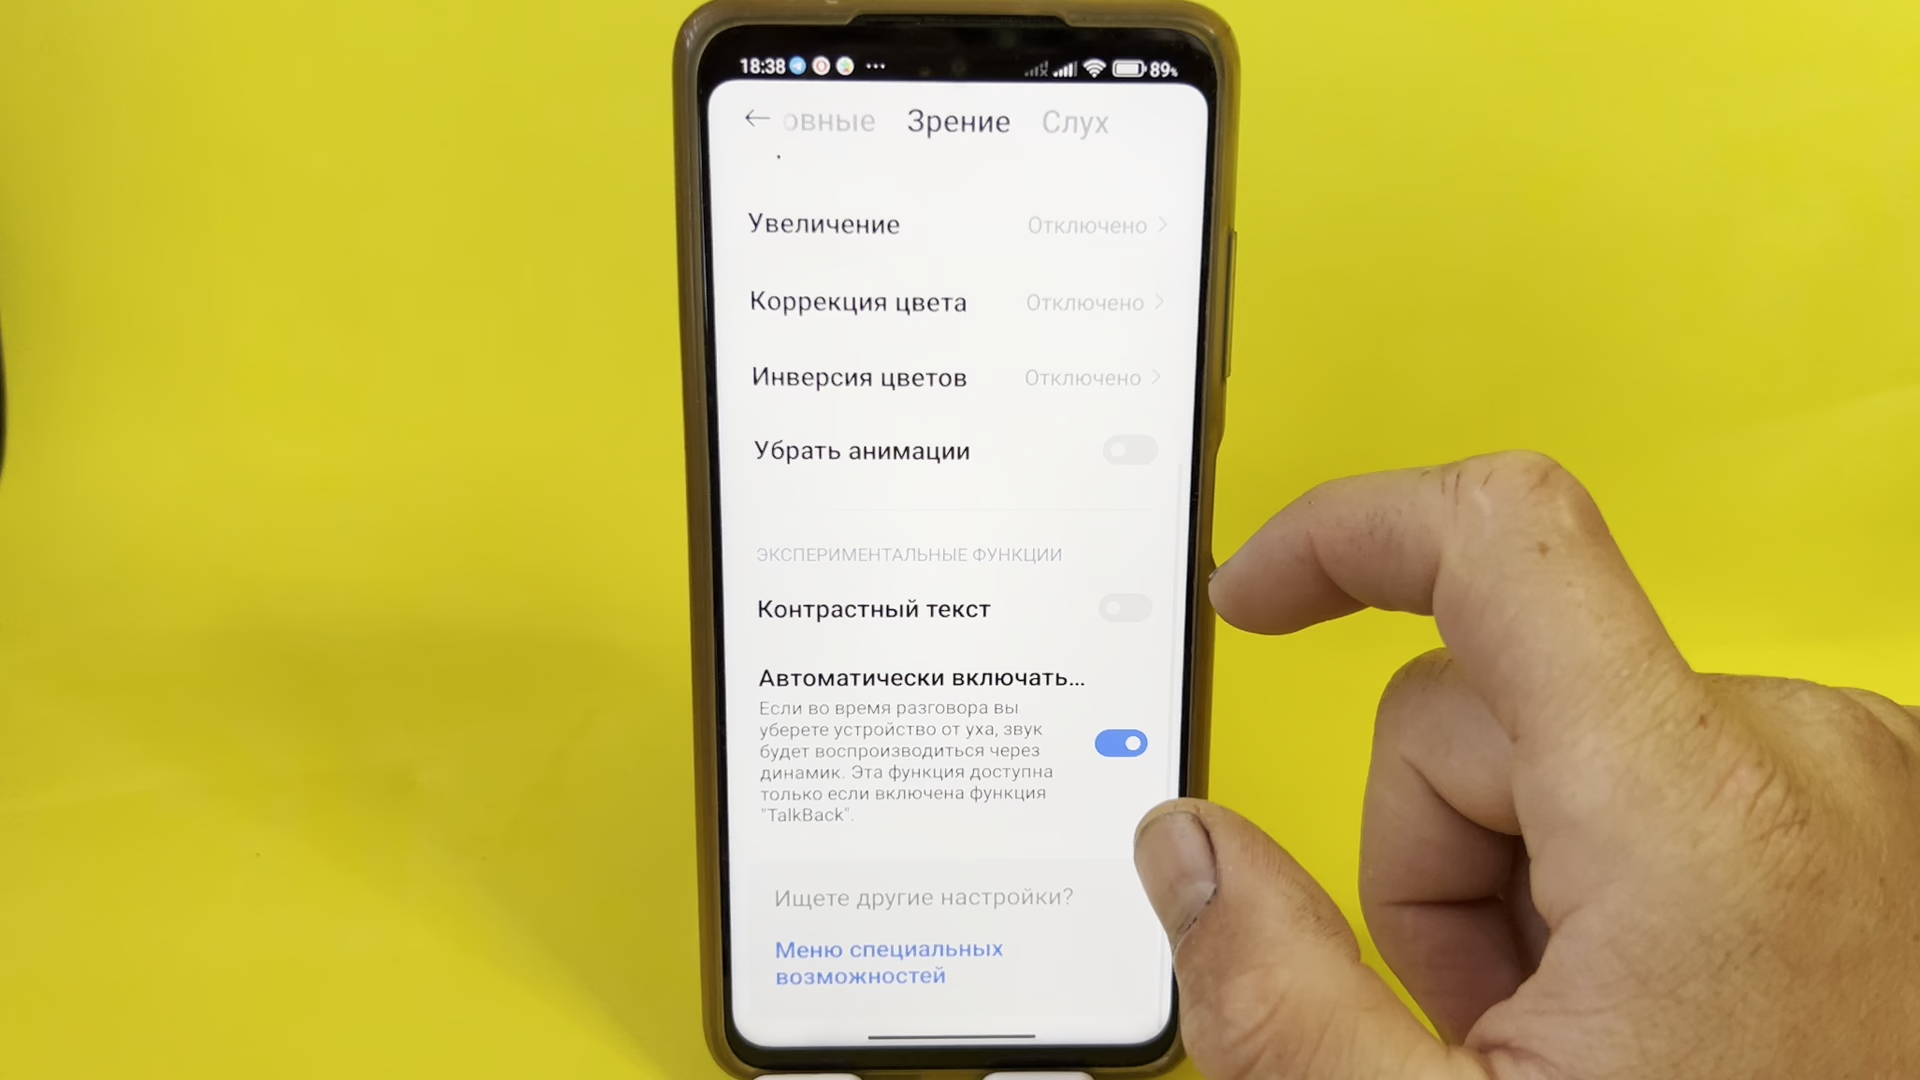 18:38 ... 89%
овные Зрение Слух
Увеличение Отключено
Коррекция цвета Отключено
Инверсия цветов Отключено
Убрать анимации
ЭКСПЕРИМЕНТАЛЬНЫЕ ФУНКЦИИ
Контрастный текст
Автоматически включать...
Если во время разговора вы
уберете устройство от уха, звук
будет воспроизводиться через
динамик. Эта функция доступна
только если включена функция
"TalkBack".
Ищете другие настройки?
Меню специальных
возможностей